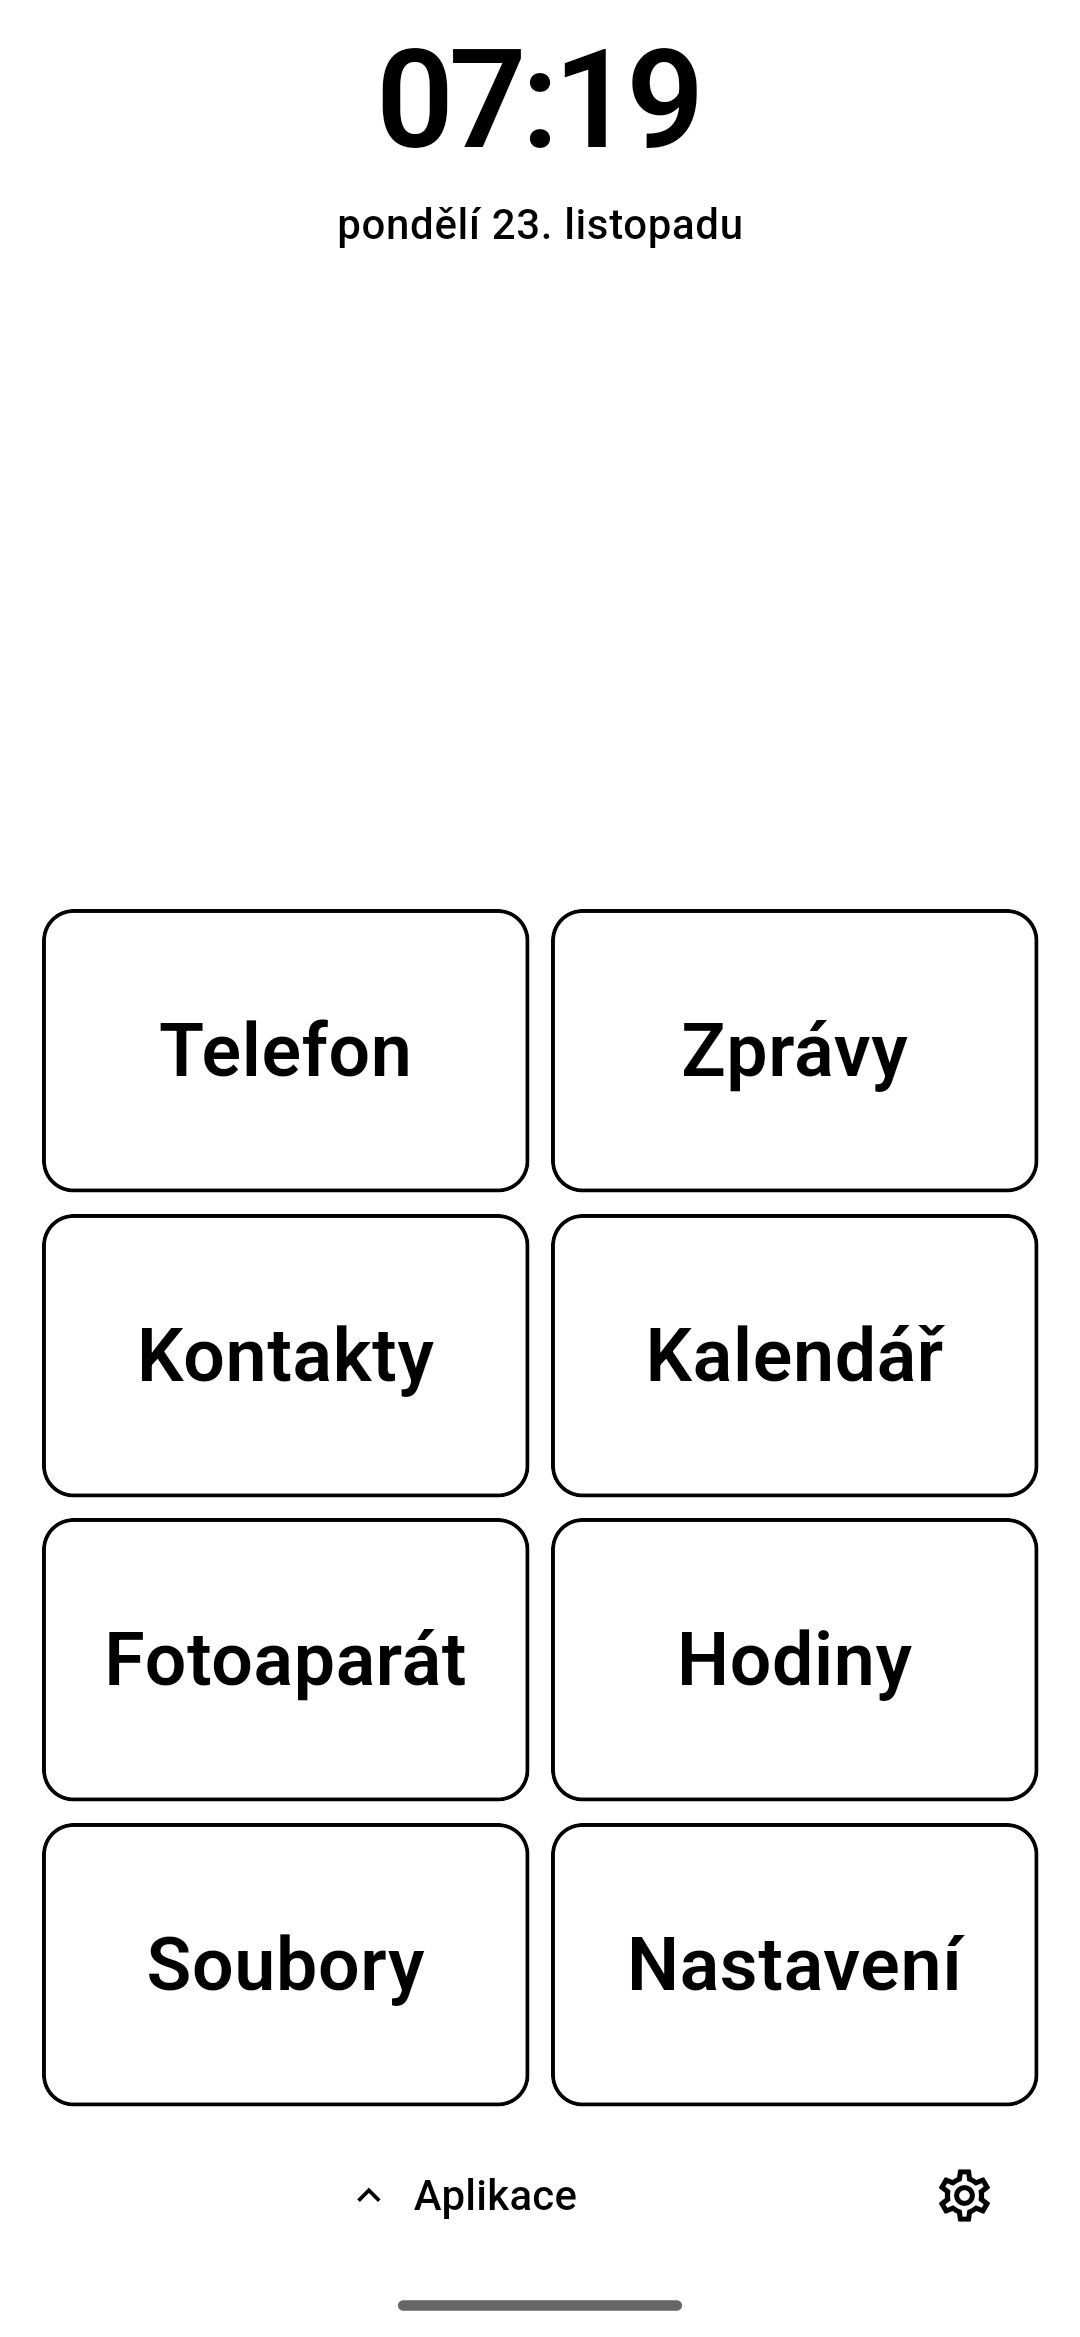 07:19
pondělí 23. listopadu
Telefon
Zprávy
Kontakty
Kalendář
Fotoaparát
Hodiny
Soubory
Nastavení
Aplikace